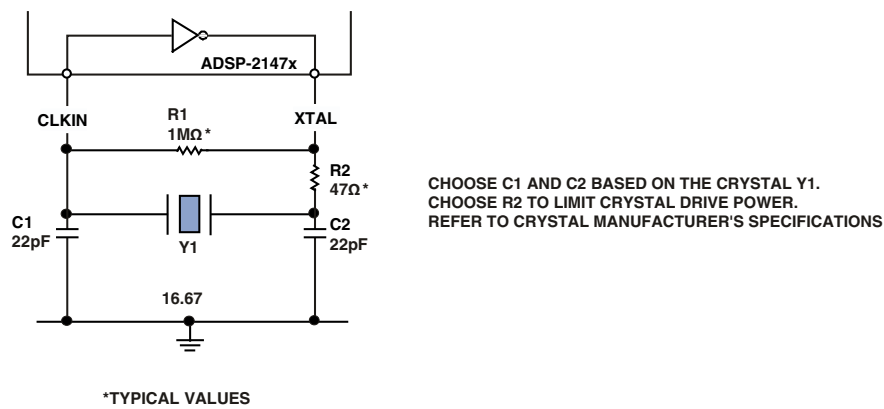 ADSP-2147x
CLKIN
XTAL
R1
1MΩ*
R2
47Ω*
C1
22pF
Y1
C2
22pF
16.67
CHOOSE C1 AND C2 BASED ON THE CRYSTAL Y1.
CHOOSE R2 TO LIMIT CRYSTAL DRIVE POWER.
REFER TO CRYSTAL MANUFACTURER'S SPECIFICATIONS
*TYPICAL VALUES